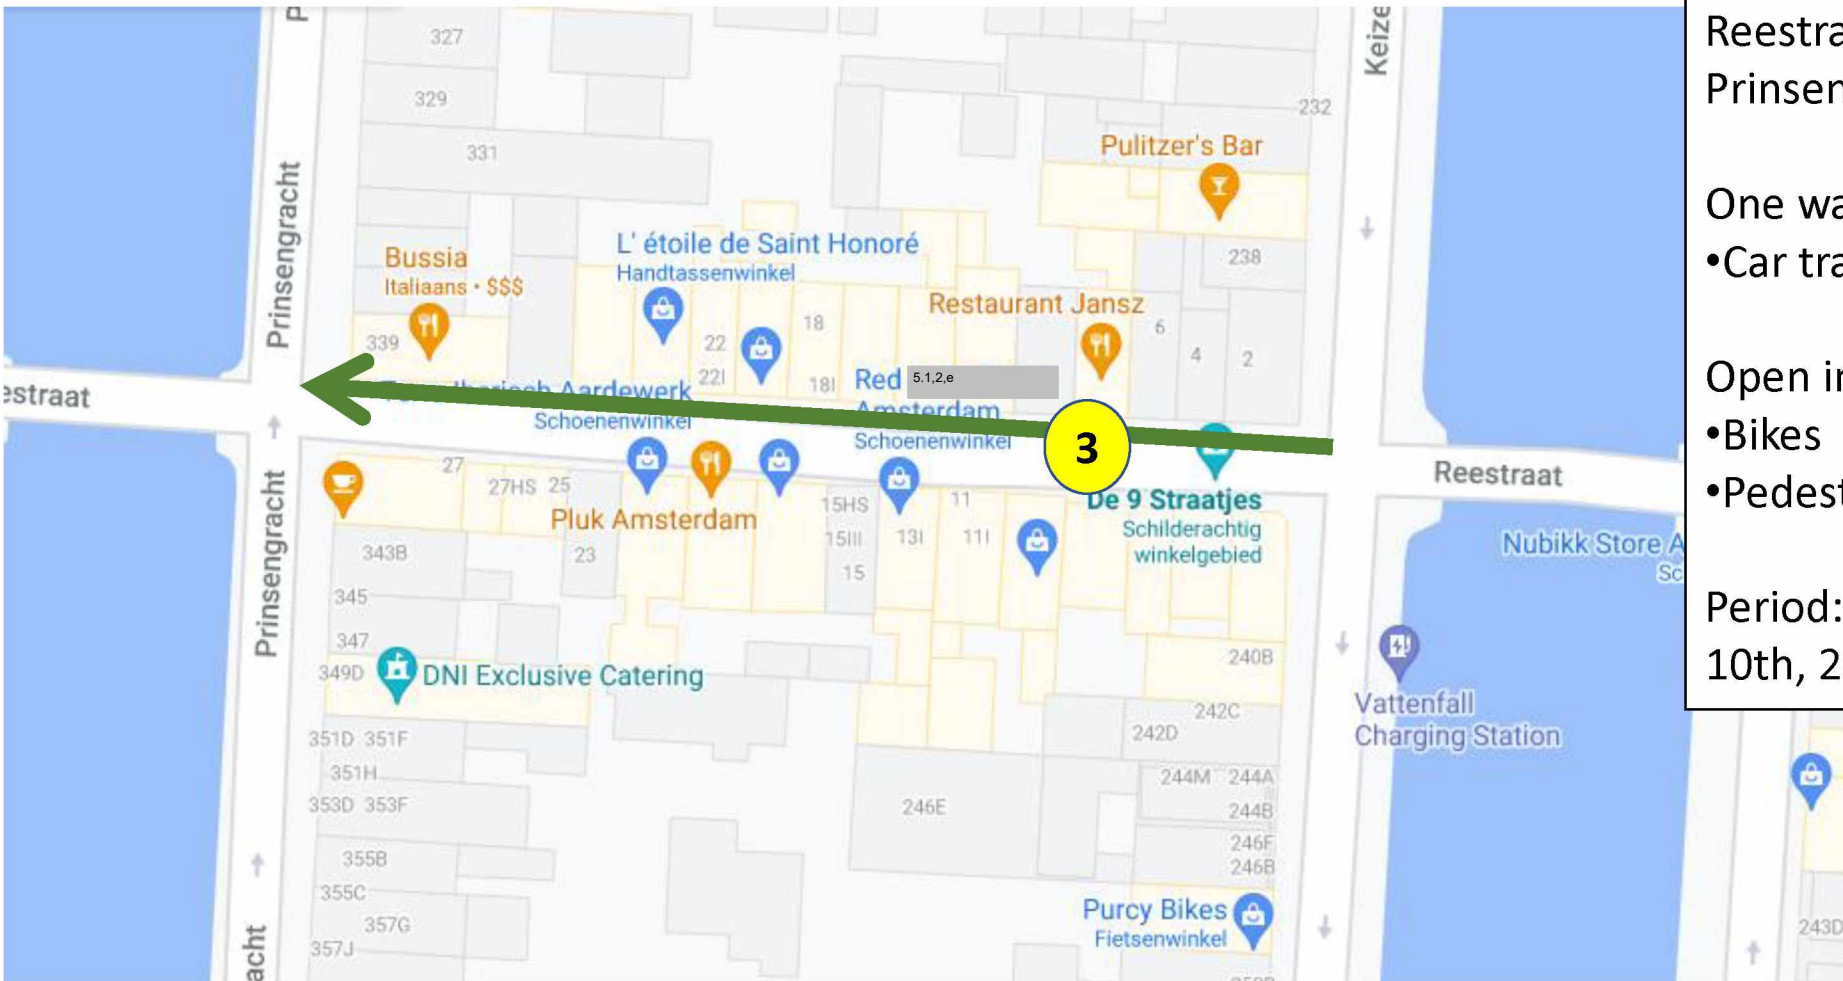 P
327
329
331
Prinsengracht
Bussia
Italiaans • $$$
339
L' étoile de Saint Honoré
Handtassenwinkel
22
22I
18
18I
Keize
232
Pulitzer's Bar
238
Restaurant Jansz
6
4
2
Red
5.1,2,e
Amsterdam
Schoenenwinkel
Aardewerk
Schoenenwinkel
estraat
3
Reestraat
27
27HS 25
Pluk Amsterdam
23
15HS
15III
15
13I
11
11I
De 9 Straatjes
Schilderachtig
winkelgebied
Nubikk Store A
Sc
Prinsengracht
343B
345
347
349D
DNI Exclusive Catering
351D 351F
351H
353D 353F
355B
355C
357G
357J
acht
240B
242C
242D
244M 244A
244B
246E
246F
246B
Vattenfall
Charging Station
Purcy Bikes
Fietsenwinkel
243D
Reestra
Prinsen
One wa
•Car tra
Open in
•Bikes
•Pedest
Period:
10th, 2